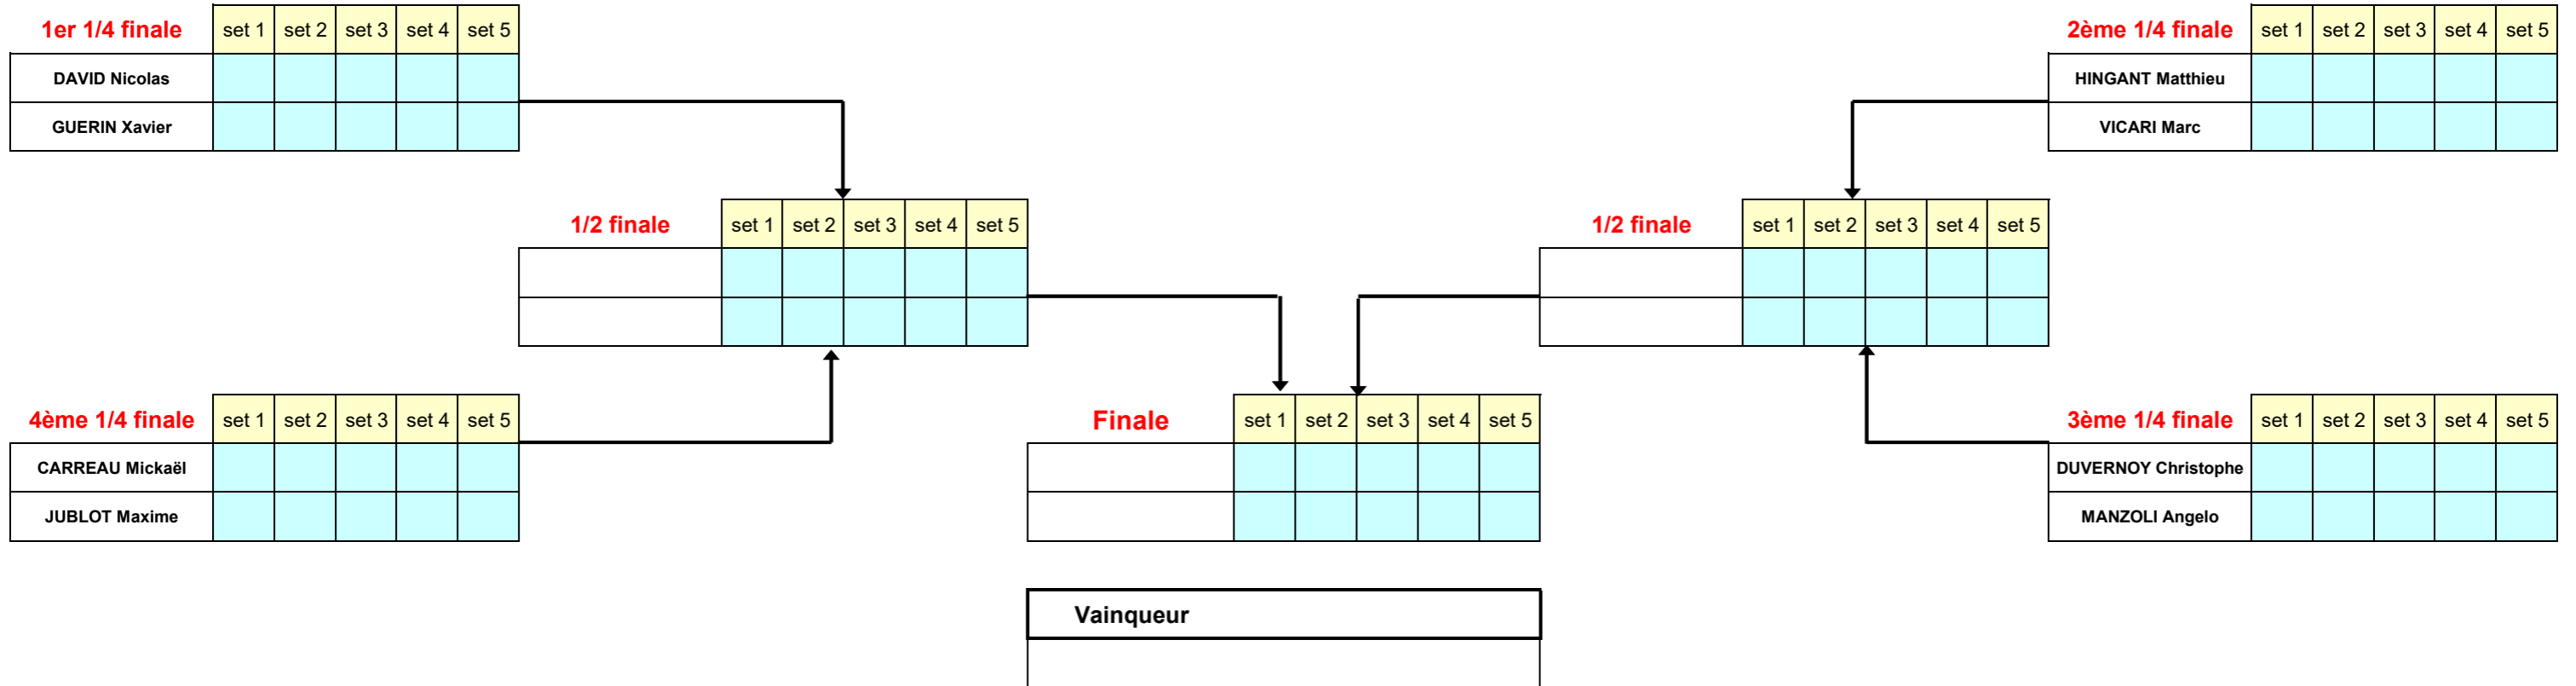 1er 1/4 finale set 1 set 2 set 3 set 4 set 5
DAVID Nicolas
GUERIN Xavier
2ème 1/4 finale set 1 set 2 set 3 set 4 set 5
HINGANT Matthieu
VICARI Marc
1/2 finale set 1 set 2 set 3 set 4 set 5
1/2 finale set 1 set 2 set 3 set 4 set 5
4ème 1/4 finale set 1 set 2 set 3 set 4 set 5
CARREAU Mickaël
JUBLOT Maxime
Finale set 1 set 2 set 3 set 4 set 5
3ème 1/4 finale set 1 set 2 set 3 set 4 set 5
DUVERNOY Christophe
MANZOLI Angelo
Vainqueur